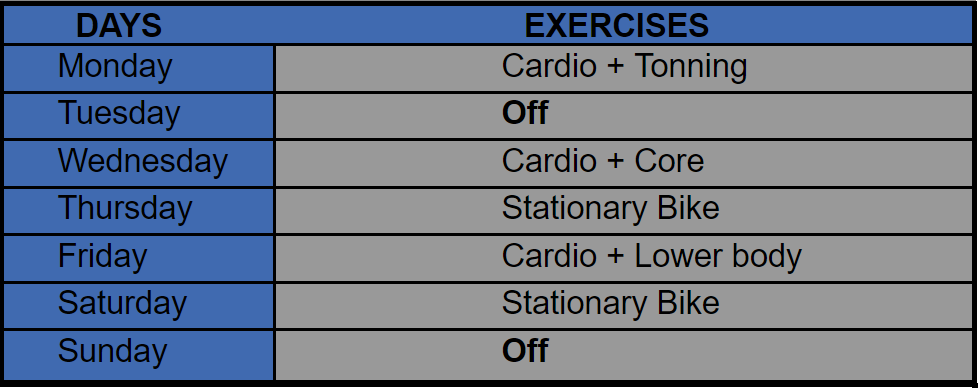 DAYS EXERCISES
Monday Cardio + Tonning
Tuesday Off
Wednesday Cardio + Core
Thursday Stationary Bike
Friday Cardio + Lower body
Saturday Stationary Bike
Sunday Off